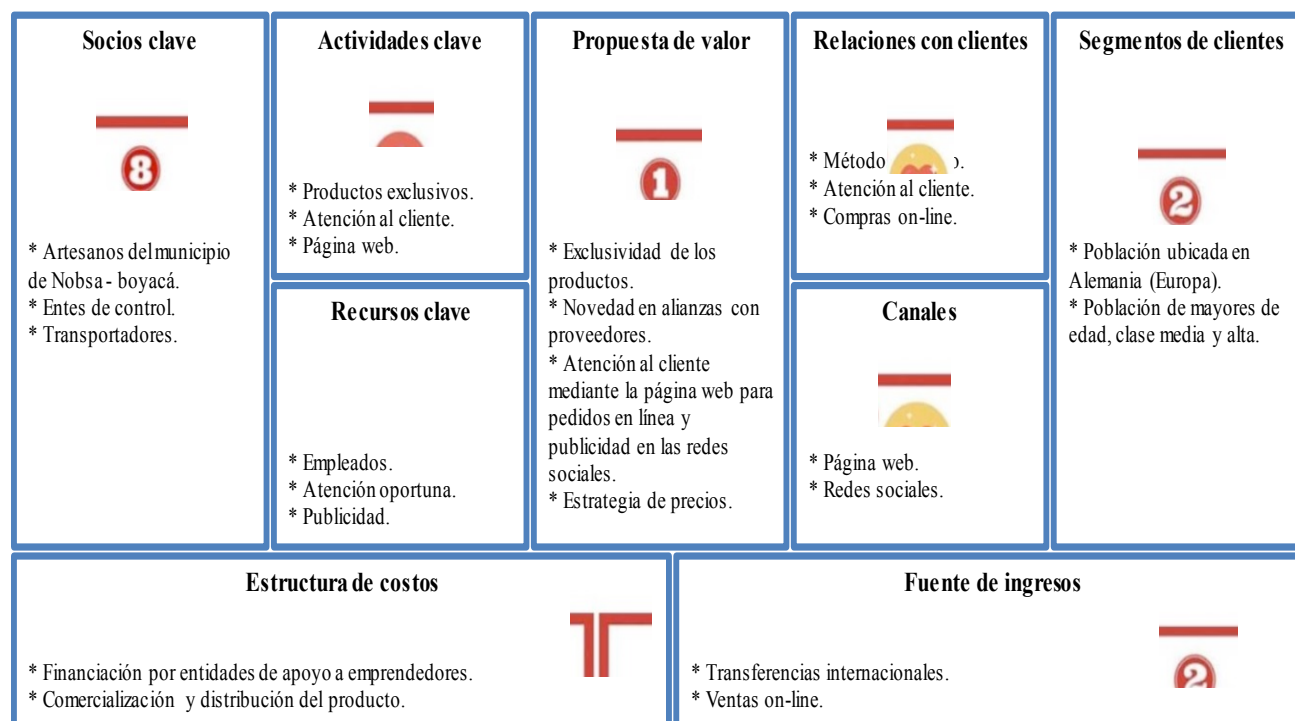 Socios clave
8
* Artesanos del municipio
de Nobsa - boyacá.
* Entes de control.
* Transportadores.
Actividades clave
* Productos exclusivos.
* Atención al cliente.
* Página web.
Recursos clave
* Empleados.
* Atención oportuna.
* Publicidad.
Propuesta de valor
1
* Exclusividad de los
productos.
* Novedad en alianzas con
proveedores.
* Atención al cliente
mediante la página web para
pedidos en línea y
publicidad en las redes
sociales.
* Estrategia de precios.
Relaciones con clientes
* Método
* Atención al cliente.
* Compras on-line.
Canales
* Página web.
* Redes sociales.
Segmentos de clientes
2
* Población ubicada en
Alemania (Europa).
* Población de mayores de
edad, clase media y alta.
Estructura de costos
* Financiación por entidades de apoyo a emprendedores.
* Comercialización y distribución del producto.
Fuente de ingresos
2
* Transferencias internacionales.
* Ventas on-line.